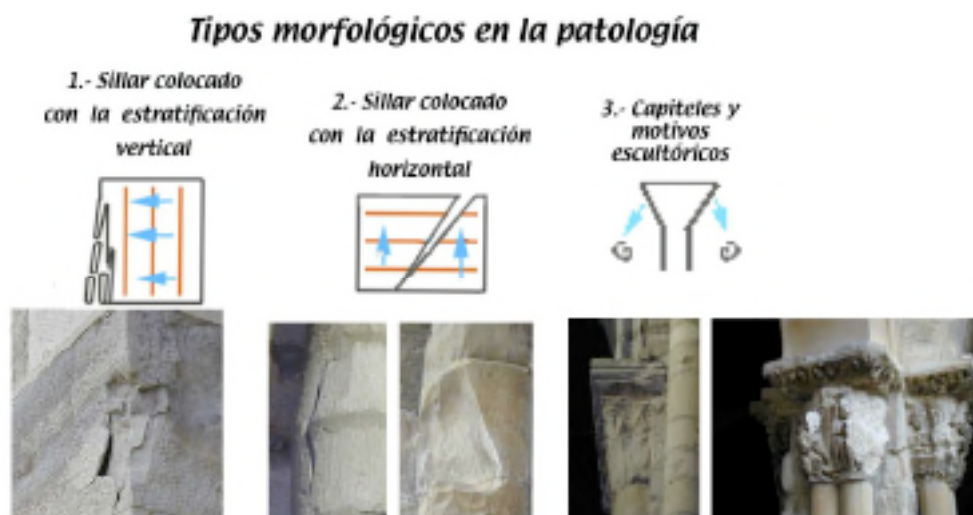 Tipos morfológicos en la patología
1.- Sillar colocado
con la estratificación
vertical
2.- Sillar colocado
con la estratificación
horizontal
3.- Capiteles y
motivos
escultóricos